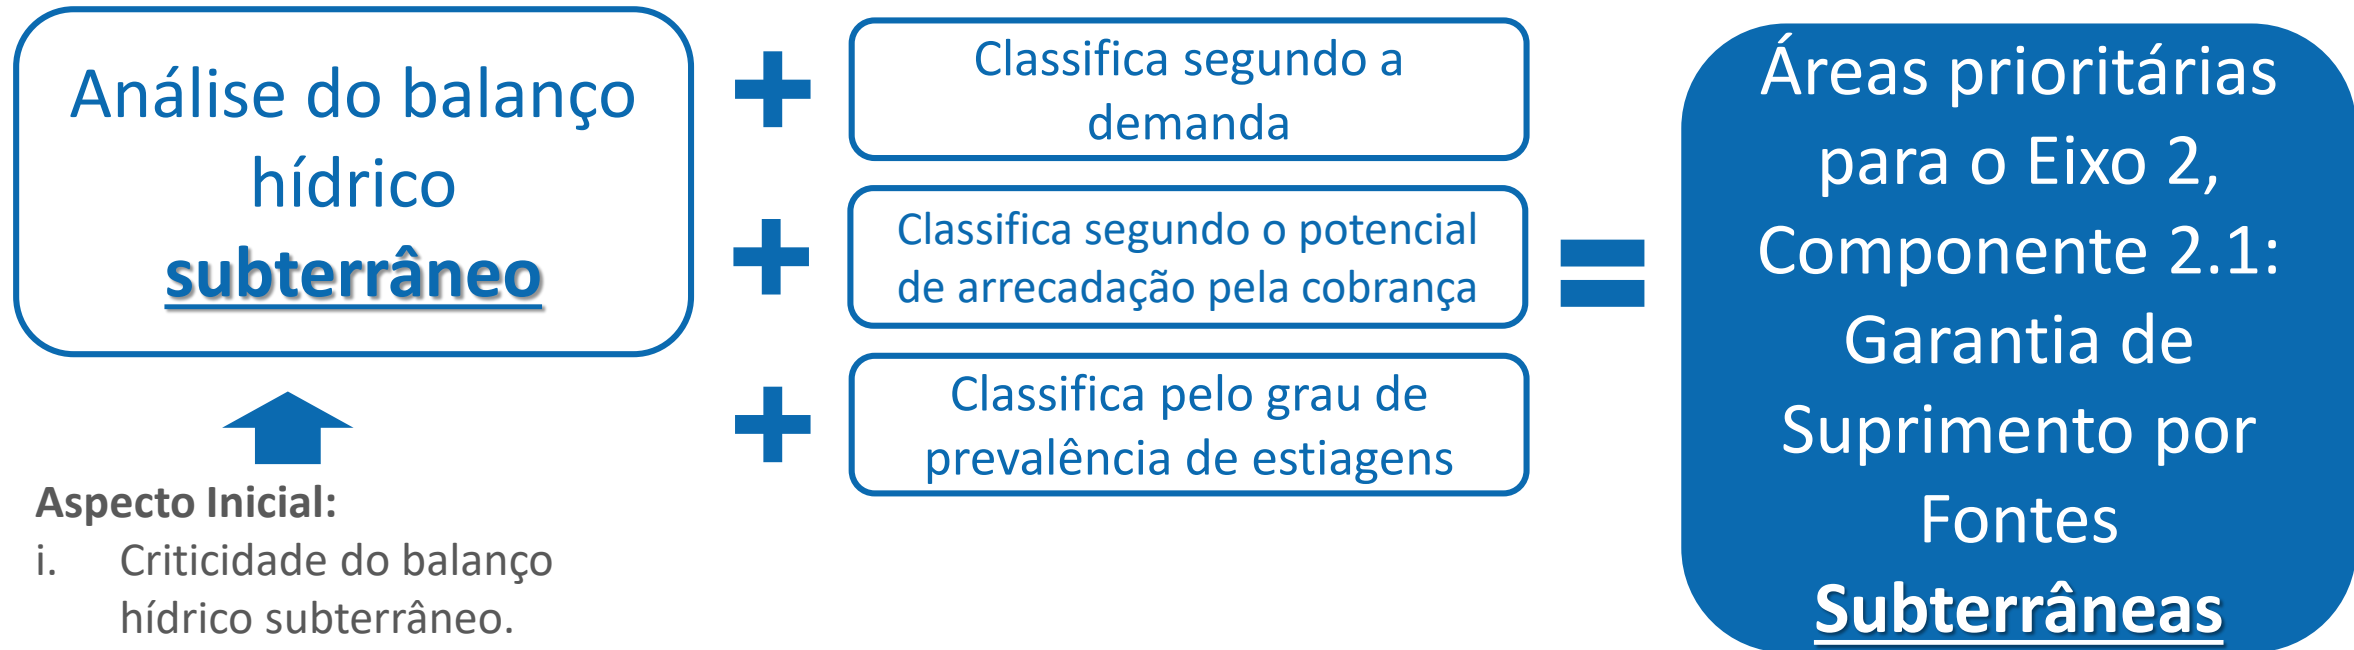 Análise do balanço
hídrico
subterrâneo
Aspecto Inicial:
i. Criticidade do balanço
hídrico subterrâneo.
+
Classifica segundo a
demanda
+
Classifica segundo o potencial
de arrecadação pela cobrança
+
Classifica pelo grau de
prevalência de estiagens
=
Áreas prioritárias
para o Eixo 2,
Componente 2.1:
Garantia de
Suprimento por
Fontes
Subterrâneas